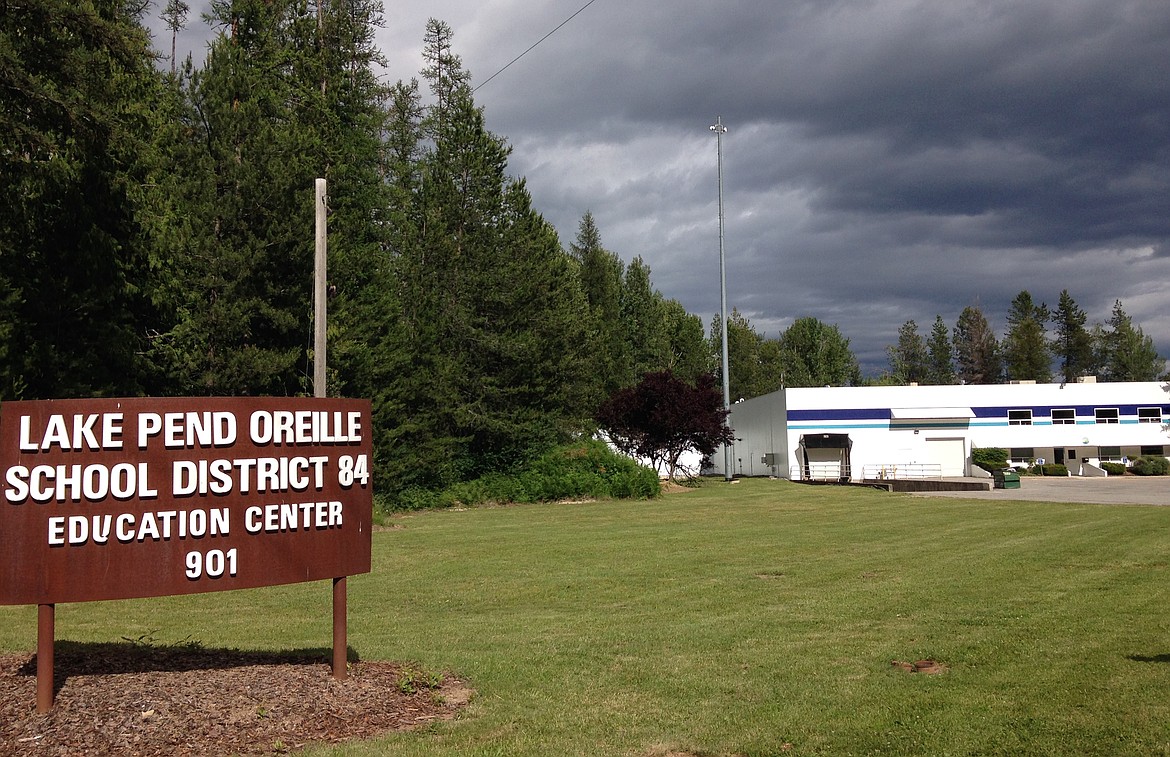 LAKE PEND OREILLE
SCHOOL DISTRICT 84
EDUCATION CENTER
901